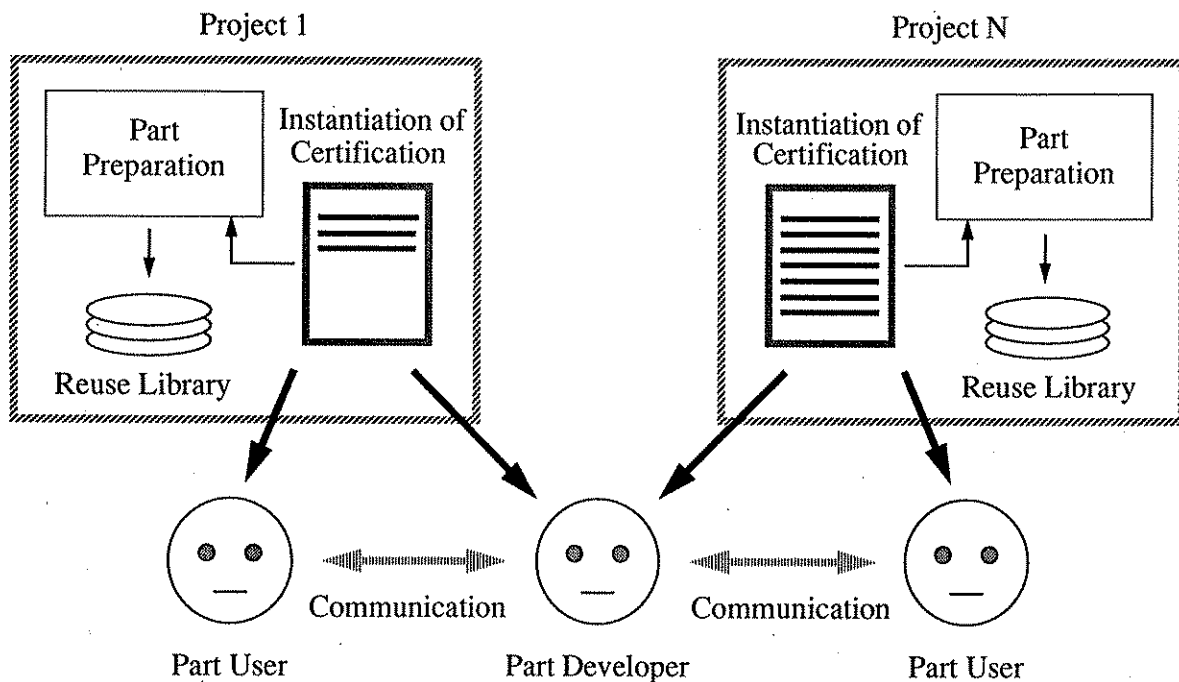 Project 1
Project N
Part
Preparation
Instantiation of
Certification
Reuse Library
Instantiation of
Certification
Part
Preparation
Reuse Library
Communication
Communication
Part User
Part Developer
Part User